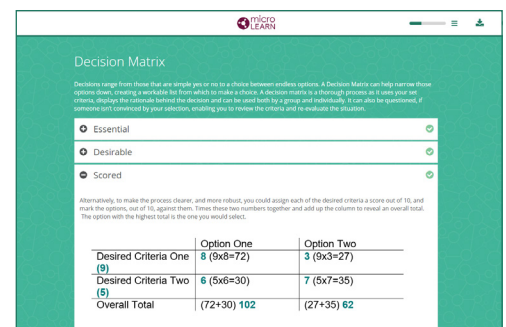 micro
LEARN
Decision Matrix
Decisions range from those that are simple yes or no to a choice between endless options. A Decision Matrix can help narrow those
options down, creating a workable list from which to make a choice. A decision matrix is a thorough process as it uses your set
criteria, displays the rationale behind the decision and can be used both by a group and individually. It can also be questioned, if
someone isn't convinced by your selection, enabling you to review the criteria and re-evaluate the situation.
Essential
Desirable
Scored
Alternatively, to make the process clearer, and more robust, you could assign each of the desired criteria a score out of 10, and
mark the options, out of 10, against them. Times these two numbers together and add up the column to reveal an overall total.
The option with the highest total is the one you would select.
Option One Option Two
Desired Criteria One 8 (9x8=72) 3 (9x3=27)
(9)
Desired Criteria Two 6 (5x6=30) 7 (5x7=35)
(5)
Overall Total (72+30) 102 (27+35) 62